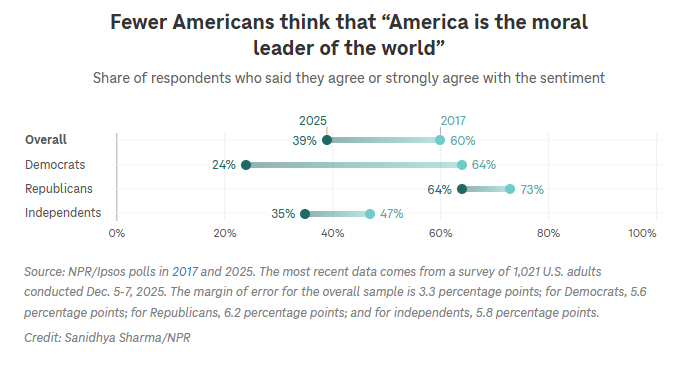 Fewer Americans think that “America is the moral
leader of the world”
Share of respondents who said they agree or strongly agree with the sentiment
2025 2017
Overall 39% 60%
Democrats 24% 64%
Republicans 64% 73%
Independents 35% 47%
0% 20% 40% 60% 80% 100%
Source: NPR/Ipsos polls in 2017 and 2025. The most recent data comes from a survey of 1,021 U.S. adults
conducted Dec. 5-7, 2025. The margin of error for the overall sample is 3.3 percentage points; for Democrats, 5.6
percentage points; for Republicans, 6.2 percentage points; and for independents, 5.8 percentage points.
Credit: Sanidhya Sharma/NPR